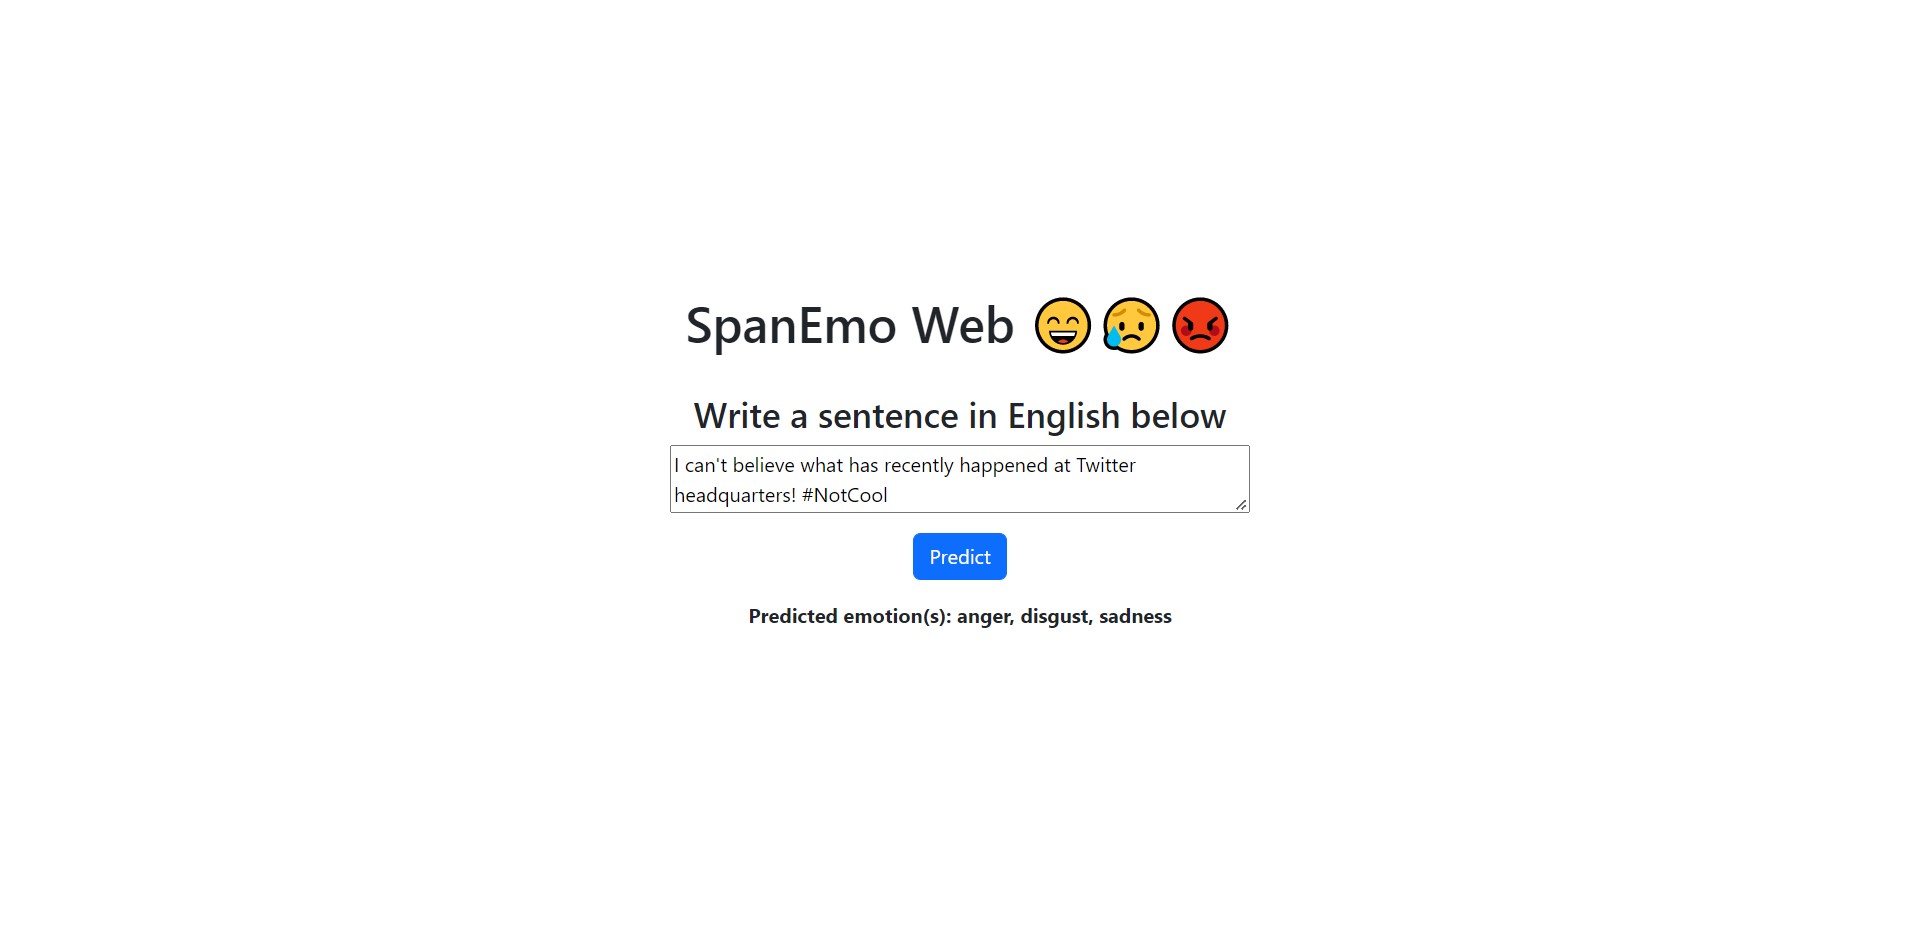 SpanEmo Web 😄 😥 😡
Write a sentence in English below
I can't believe what has recently happened at Twitter
headquarters! #NotCool
Predict
Predicted emotion(s): anger, disgust, sadness